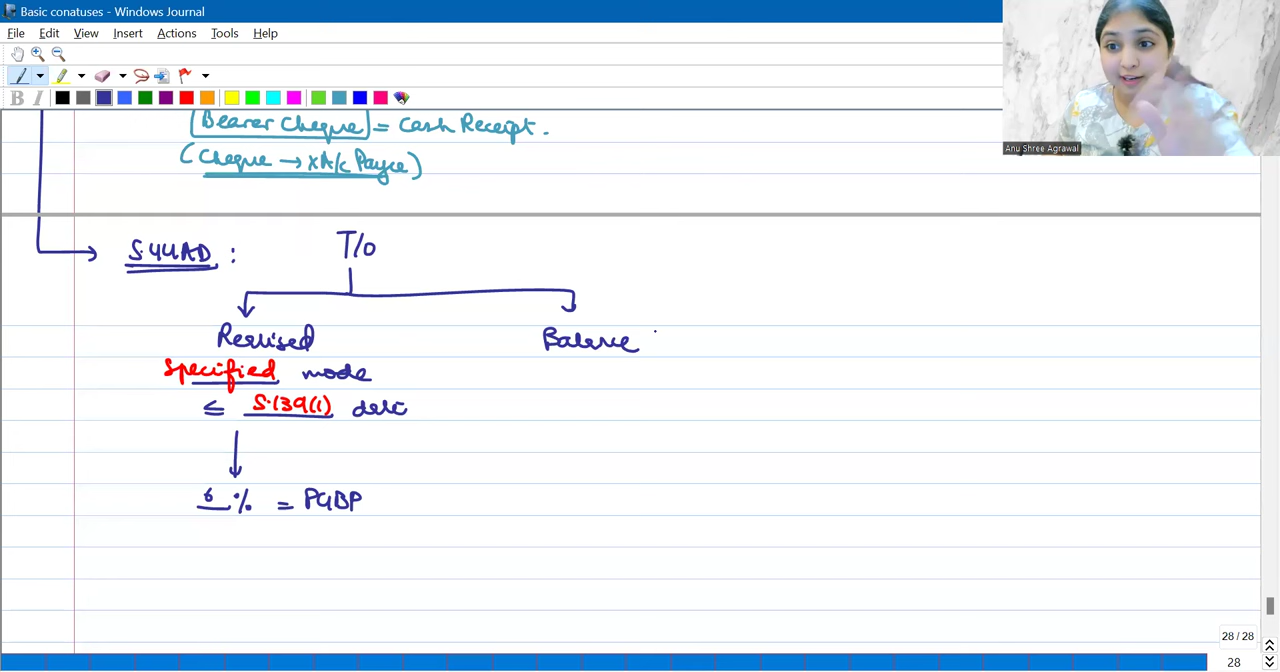 Basic conatuses - Windows Journal
File Edit View Insert Actions Tools Help
B I
Anu Shree Agrawal
Bearer Cheque = Cash Receipt.
(Cheque → x A/c Payee)
S.44AD : T/O
Realised Balance
Specified mode
≤ S.139(1) date
6 % = PGBP
28 / 28
28